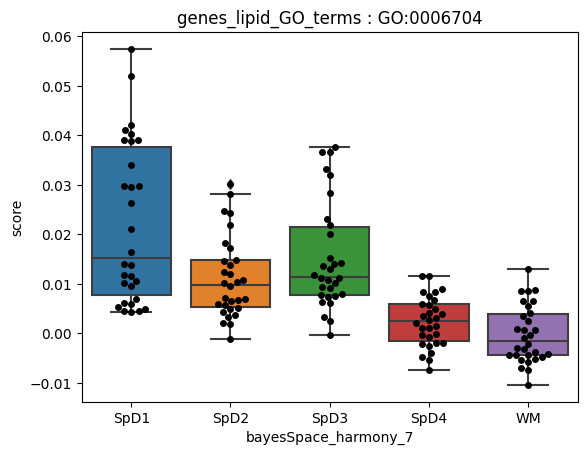 genes_lipid_GO_terms : GO:0006704
0.06
0.05
0.04
0.03
0.02
0.01
0.00
−0.01
score
SpD1 SpD2 SpD3 SpD4 WM
bayesSpace_harmony_7